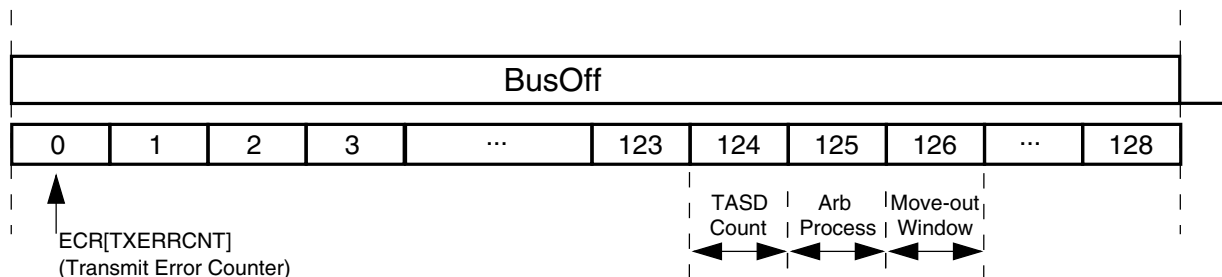 BusOff
0 1 2 3 ... 123 124 125 126 ... 128
TASD Arb Move-out
Count Process Window
ECR[TXERRCNT]
(Transmit Error Counter)